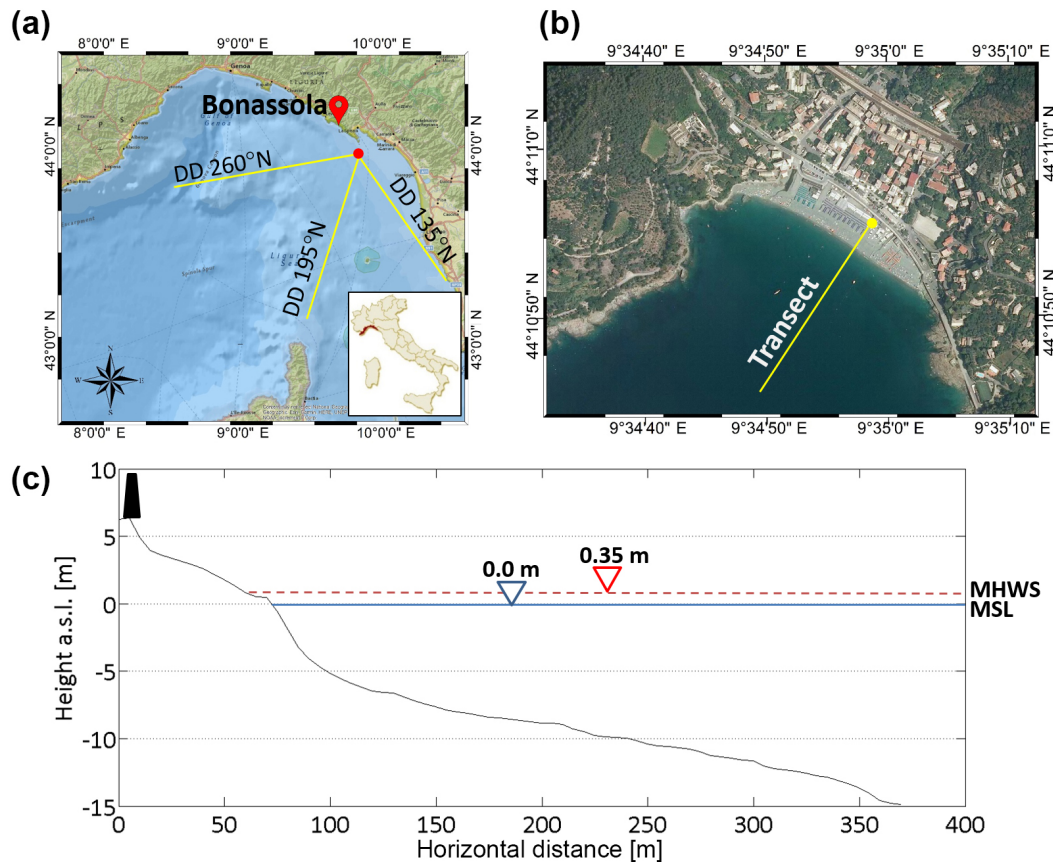 (a)
8°0'0" E 9°0'0" E 10°0'0" E
Genoa
Bonassola
Gulf of Genoa
44°0'0" N
44°0'0" N
DD 260°N
DD 195°N
DD 135°N
43°0'0" N
43°0'0" N
N
W E
S
Bastia
8°0'0" E 9°0'0" E 10°0'0" E
(b)
9°34'40" E 9°34'50" E 9°35'0" E 9°35'10" E
44°11'0" N
44°11'0" N
Transect
44°10'50" N
44°10'50" N
9°34'40" E 9°34'50" E 9°35'0" E 9°35'10" E
(c)
Height a.s.l. [m]
10
5
0
-5
-10
-15
0.0 m
0.35 m
MHWS
MSL
0 50 100 150 200 250 300 350 400
Horizontal distance [m]